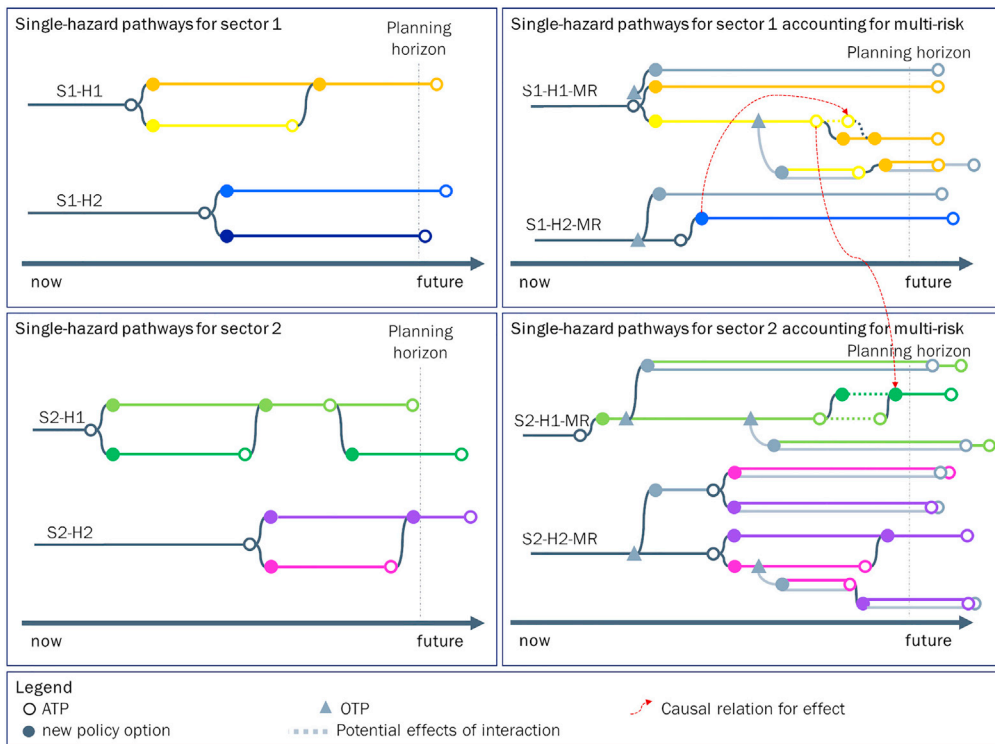 Single-hazard pathways for sector 1
Planning
horizon
S1-H1
S1-H2
now
future
Single-hazard pathways for sector 1 accounting for multi-risk
Planning horizon
S1-H1-MR
S1-H2-MR
now
future
Single-hazard pathways for sector 2
Planning
horizon
S2-H1
S2-H2
now
future
Single-hazard pathways for sector 2 accounting for multi-risk
Planning horizon
S2-H1-MR
S2-H2-MR
now
future
Legend
ATP
OTP
Causal relation for effect
new policy option
Potential effects of interaction